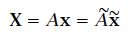 𝐗 = A𝐱 = Ã𝐱̃